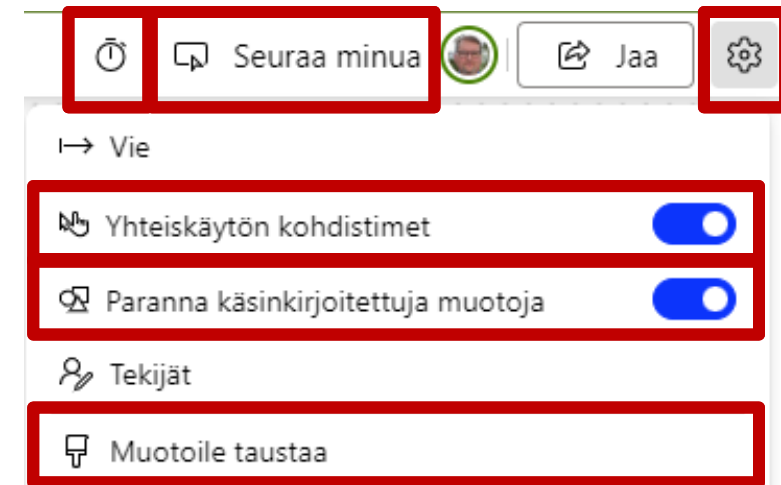 Seuraa minua Jaa
Vie
Yhteiskäytön kohdistimet
Paranna käsinkirjoitettuja muotoja
Tekijät
Muotoile taustaa